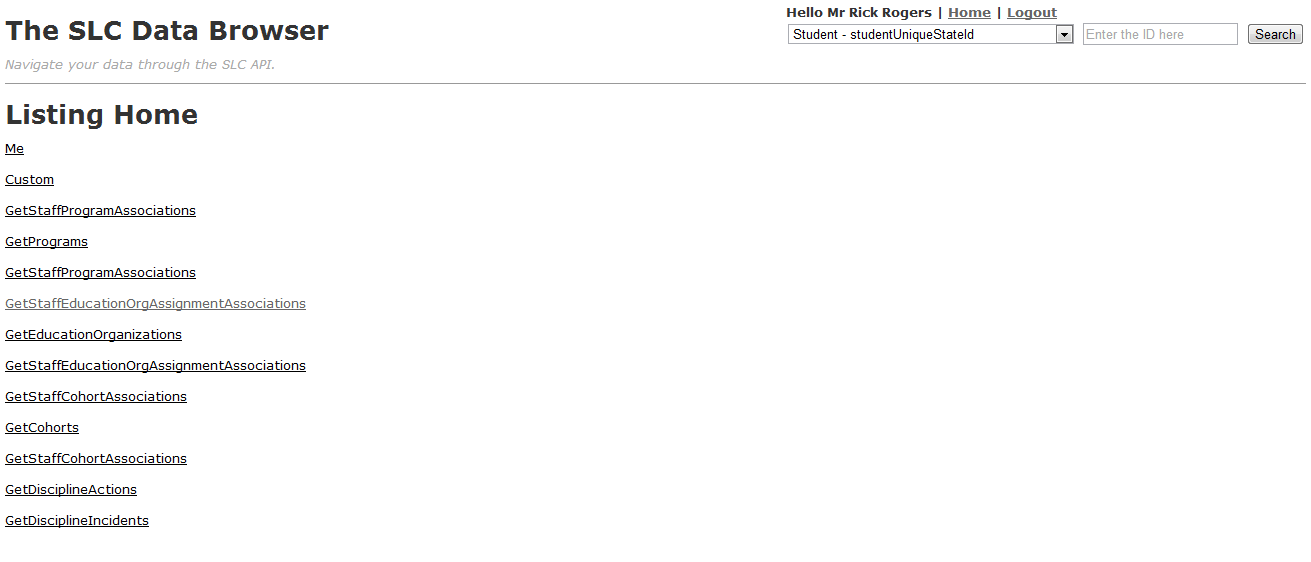 The SLC Data Browser
Hello Mr Rick Rogers | Home | Logout
Student - studentUniqueStateId Enter the ID here Search
Navigate your data through the SLC API.
Listing Home
Me
Custom
GetStaffProgramAssociations
GetPrograms
GetStaffProgramAssociations
GetStaffEducationOrgAssignmentAssociations
GetEducationOrganizations
GetStaffEducationOrgAssignmentAssociations
GetStaffCohortAssociations
GetCohorts
GetStaffCohortAssociations
GetDisciplineActions
GetDisciplineIncidents